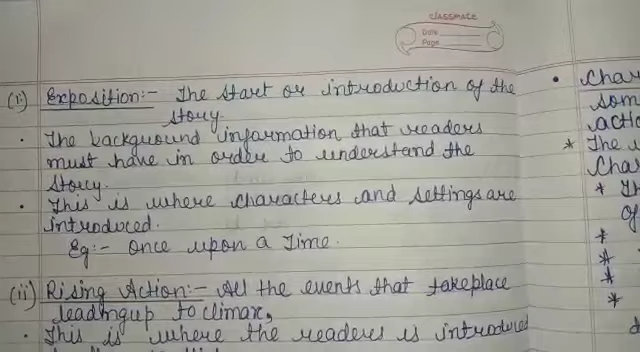 classmate
Date
Page
(i) Exposition:- The start or introduction of the
story.
· The background information that readers
must have in order to understand the
story.
· This is where characters and settings are
introduced.
Eg:- Once upon a Time.
(ii) Rising Action:- All the events that takeplace
leadingup to climax,
· This is where the readers is introduced
• Char
som
actio
* The
Cha
* Th
of
*
*
*
*